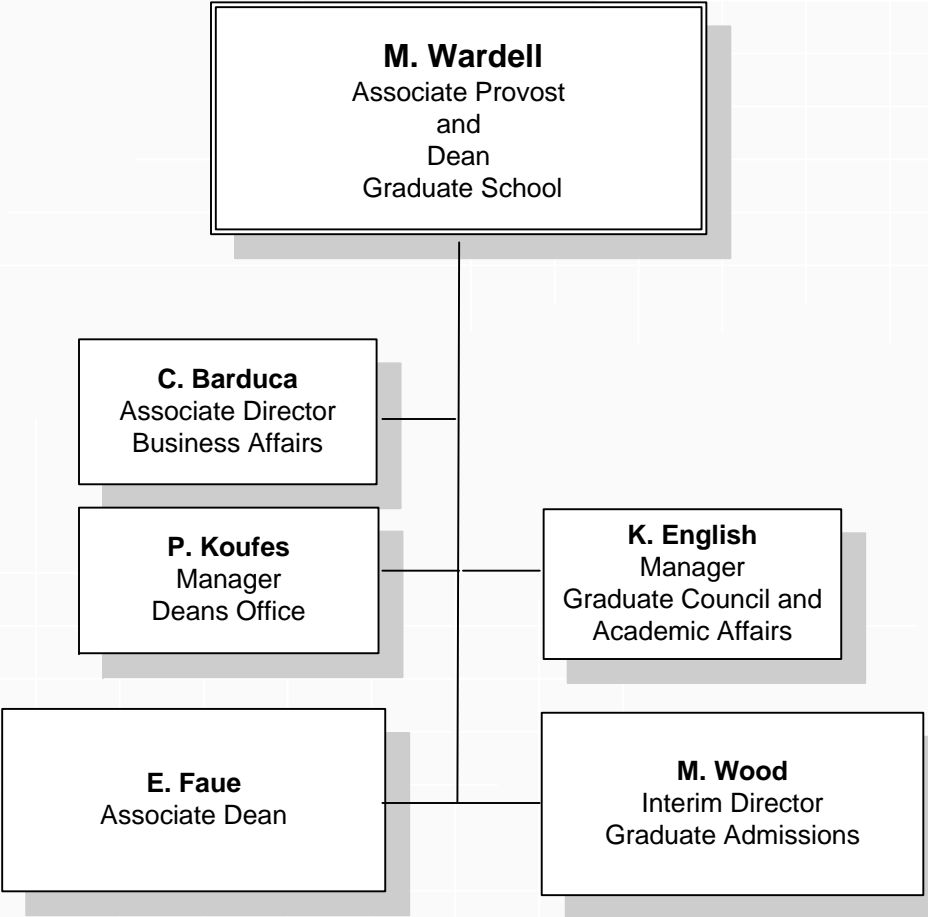 M. Wardell
Associate Provost
and
Dean
Graduate School
C. Barduca
Associate Director
Business Affairs
P. Koufes
Manager
Deans Office
K. English
Manager
Graduate Council and
Academic Affairs
E. Faue
Associate Dean
M. Wood
Interim Director
Graduate Admissions